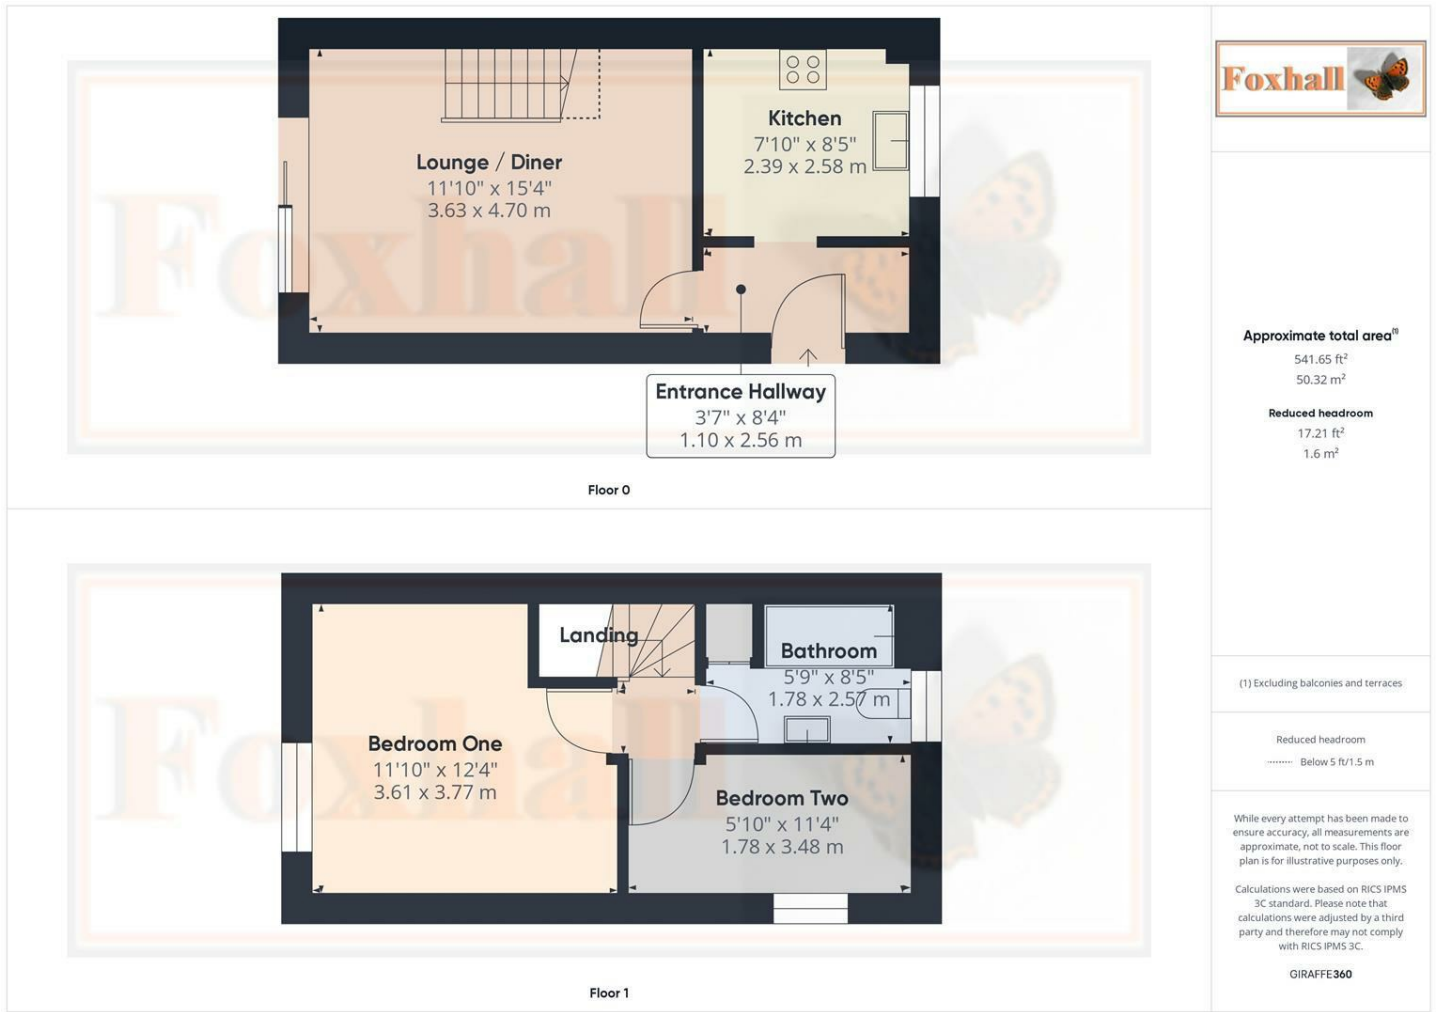 Kitchen
7'10" x 8'5"
2.39 x 2.58 m
Lounge / Diner
11'10" x 15'4"
3.63 x 4.70 m
Foxhall
Entrance Hallway
3'7" x 8'4"
1.10 x 2.56 m
Floor 0
Landing
Bathroom
5'9" x 8'5"
1.78 x 2.57 m
Foxhall
Bedroom One
11'10" x 12'4"
3.61 x 3.77 m
Bedroom Two
5'10" x 11'4"
1.78 x 3.48 m
Floor 1
Foxhall
Approximate total area(1)
541.65 ft²
50.32 m²
Reduced headroom
17.21 ft²
1.6 m²
(1) Excluding balconies and terraces
Reduced headroom
Below 5 ft/1.5 m
While every attempt has been made to
ensure accuracy, all measurements are
approximate, not to scale. This floor
plan is for illustrative purposes only.
Calculations were based on RICS IPMS
3C standard. Please note that
calculations were adjusted by a third
party and therefore may not comply
with RICS IPMS 3C.
GIRAFFE360